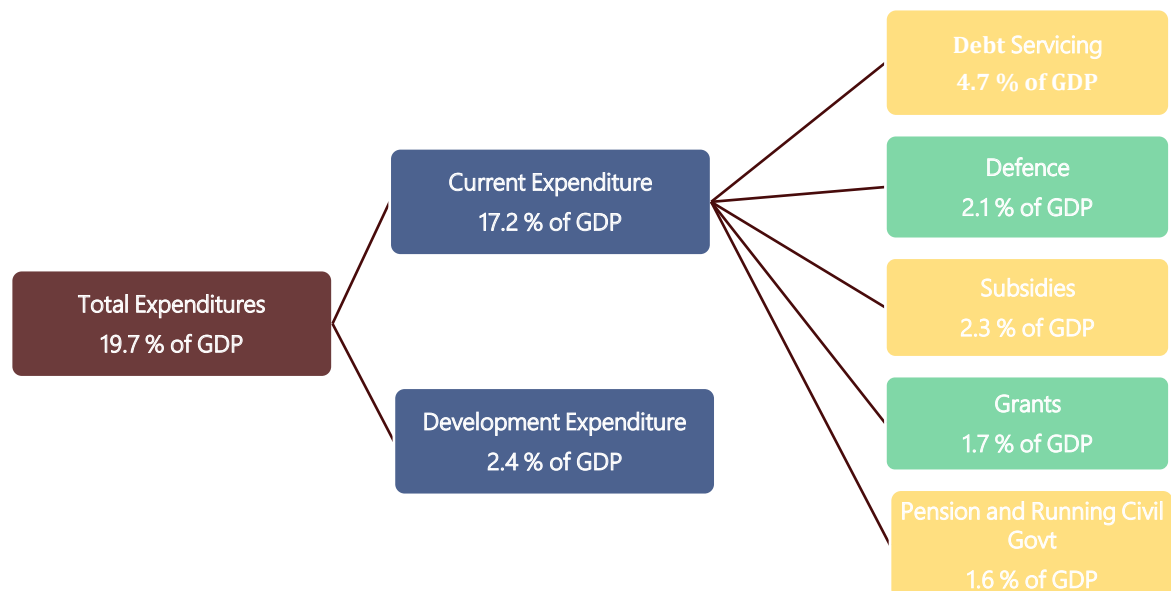 Total Expenditures
19.7 % of GDP
Current Expenditure
17.2 % of GDP
Development Expenditure
2.4 % of GDP
Debt Servicing
4.7 % of GDP
Defence
2.1 % of GDP
Subsidies
2.3 % of GDP
Grants
1.7 % of GDP
Pension and Running Civil
Govt
1.6 % of GDP